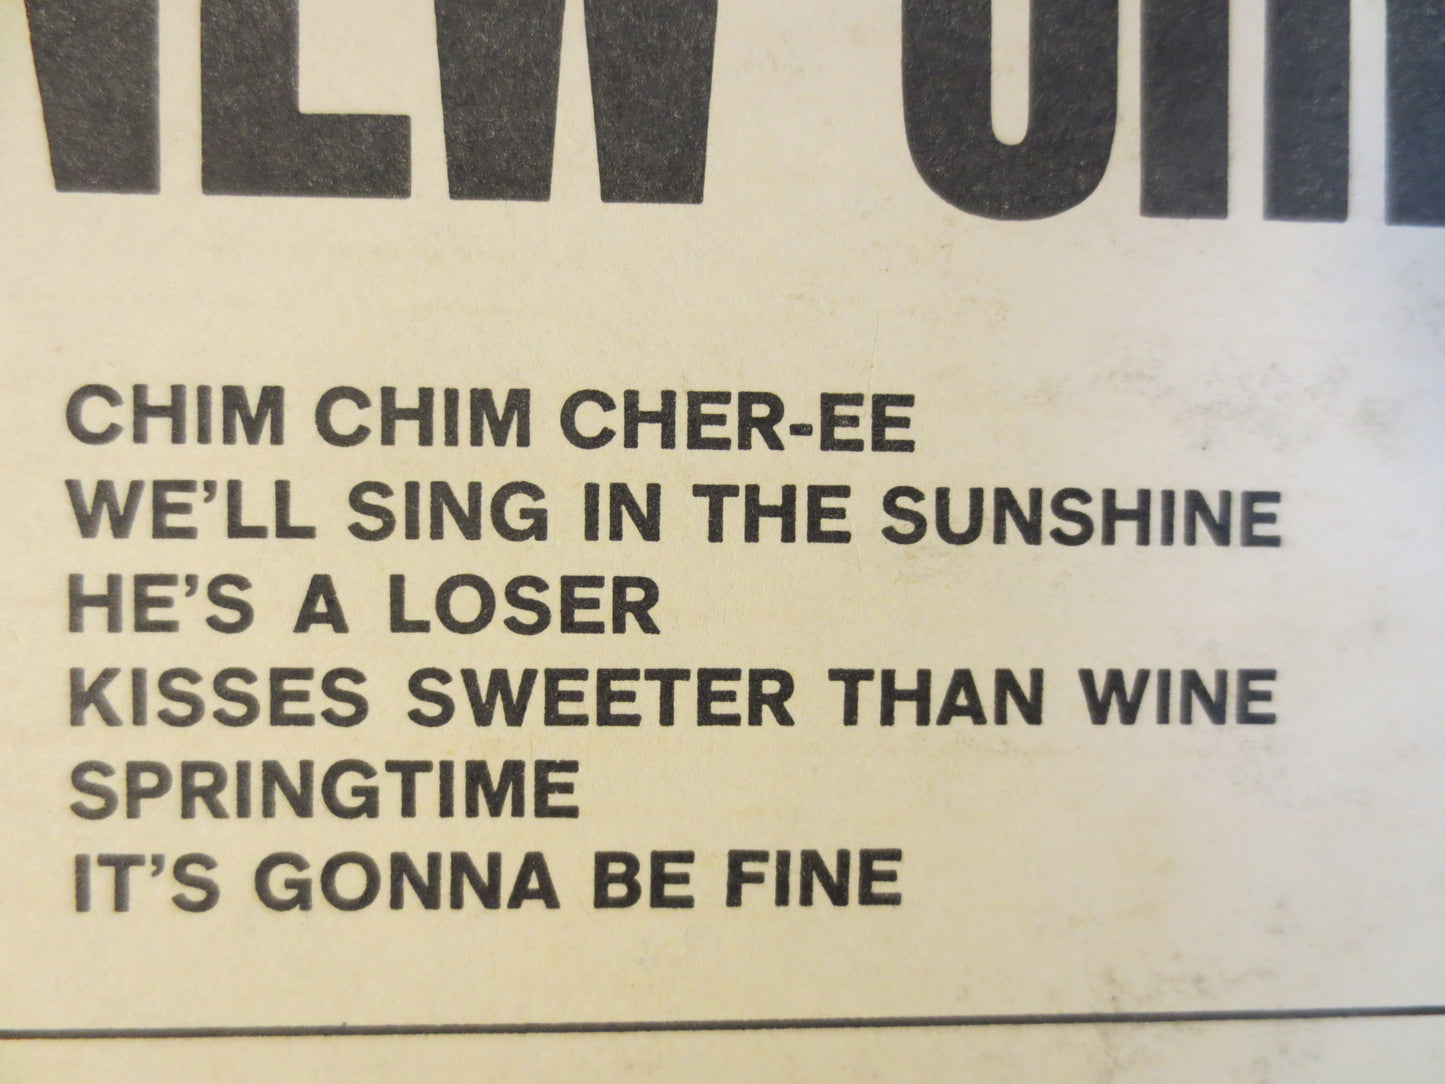 CHIM CHIM CHER-EE
WE'LL SING IN THE SUNSHINE
HE'S A LOSER
KISSES SWEETER THAN WINE
SPRINGTIME
IT'S GONNA BE FINE